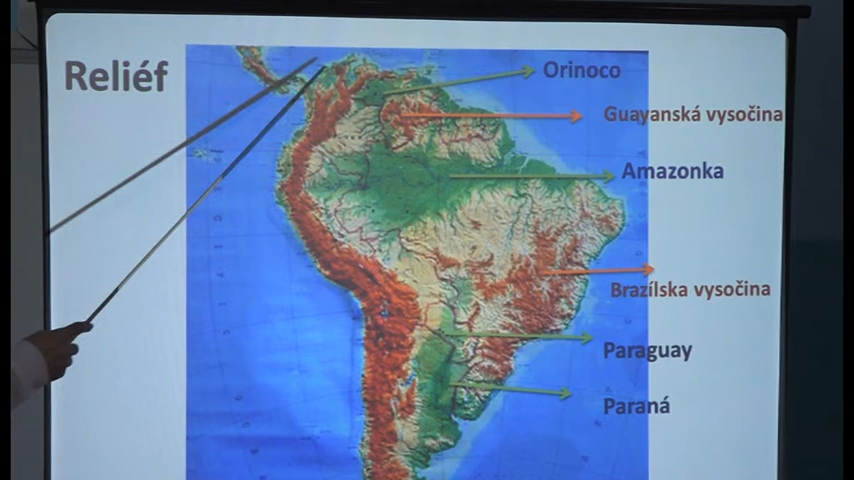 Reliéf
Orinoco
Guayanská vysočina
Amazonka
Brazílska vysočina
Paraguay
Paraná